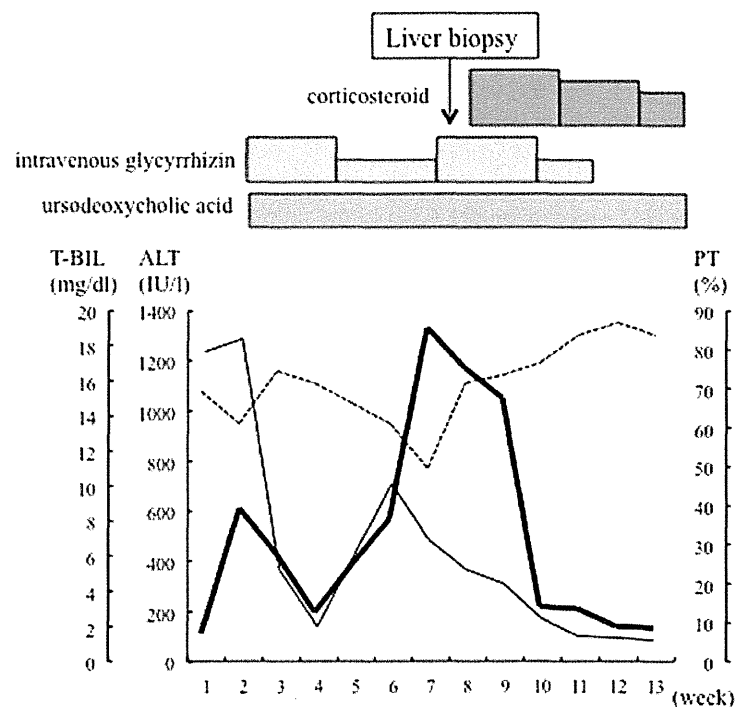 Liver biopsy
corticosteroid
intravenous glycyrrhizin
ursodeoxycholic acid
T-BIL ALT PT
(mg/dl) (IU/l) (%)
20 1400 90
18 1200 80
16 70
14 1000 60
12 800 50
10 600 40
8 30
6 400 20
4 200 10
2
0 0 0
1 2 3 4 5 6 7 8 9 10 11 12 13 (week)